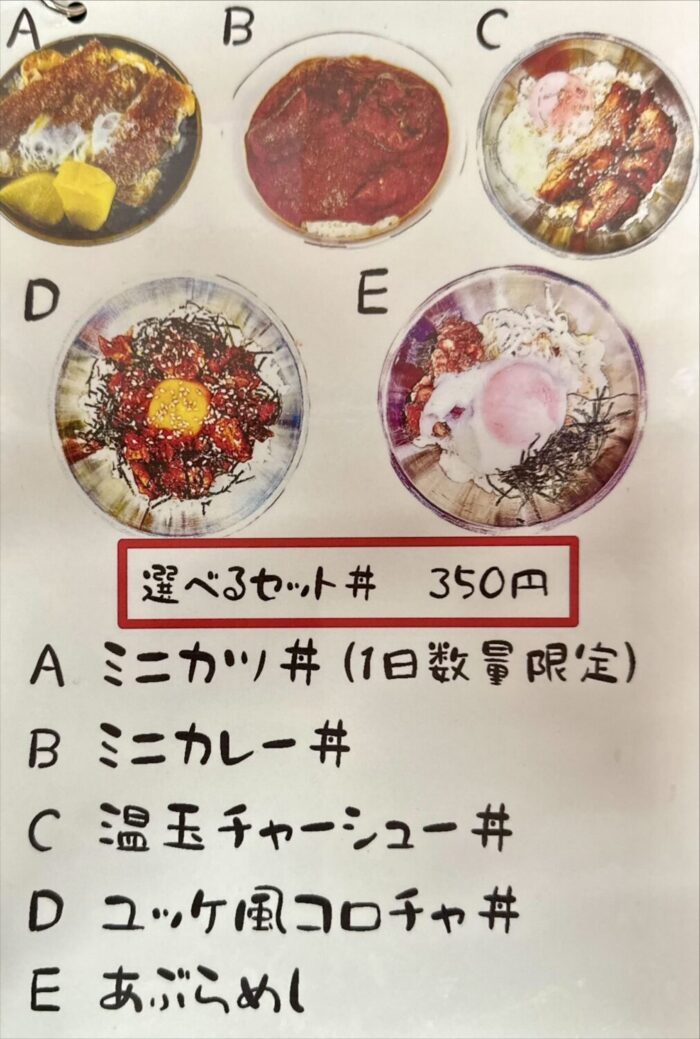 A B C
D E
選べるセット丼 350円
A ミニカツ丼(1日数量限定)
B ミニカレー丼
C 温玉チャーシュー丼
D ユッケ風コロチャ丼
E あぶらめし